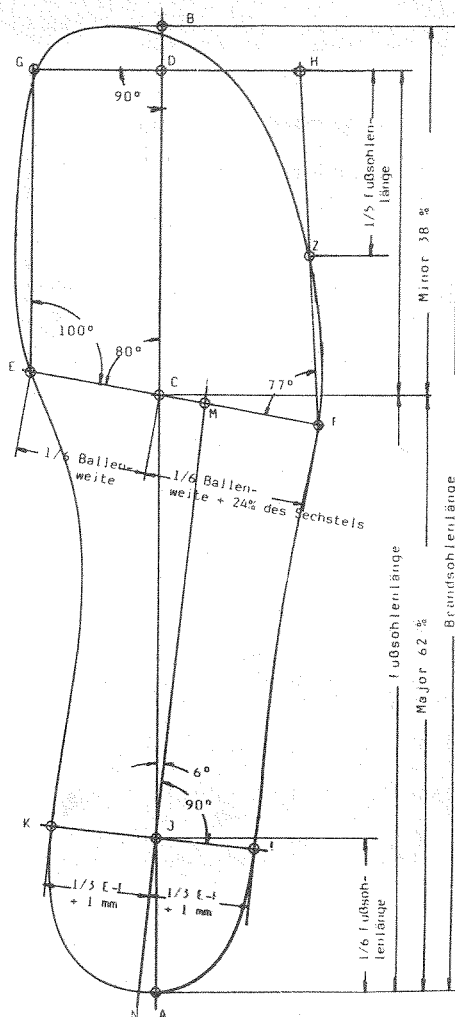 B
G
D
H
90°
1/5 Fußsohlen-
länge
Minor 38 %
Z
100°
80°
E
C
M
77°
F
1/6 Ballen-
weite
1/6 Ballen-
weite + 24% des Sechstels
Fußsohlenlänge
Major 62 %
Brandsohlenlänge
6°
90°
K
J
1/3 E-F
+ 1 mm
1/3 E-F
+ 1 mm
1/6 Fußsoh-
lenlänge
N
A